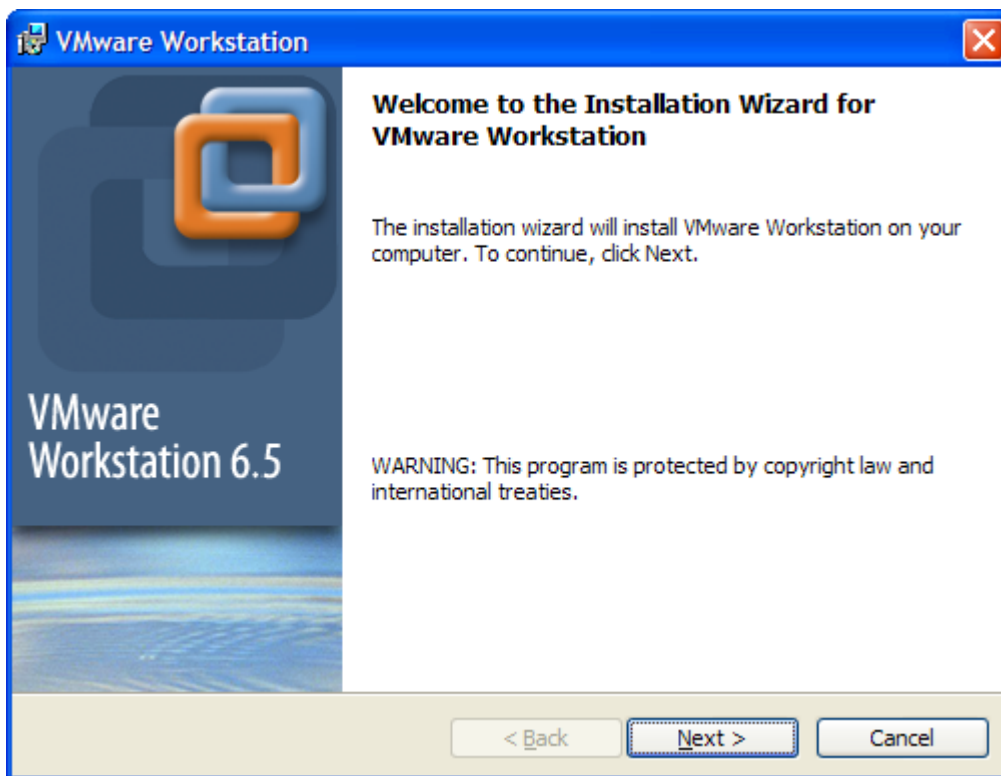 VMware Workstation
Welcome to the Installation Wizard for
VMware Workstation
The installation wizard will install VMware Workstation on your
computer. To continue, click Next.
VMware
Workstation 6.5
WARNING: This program is protected by copyright law and
international treaties.
< Back
Next >
Cancel